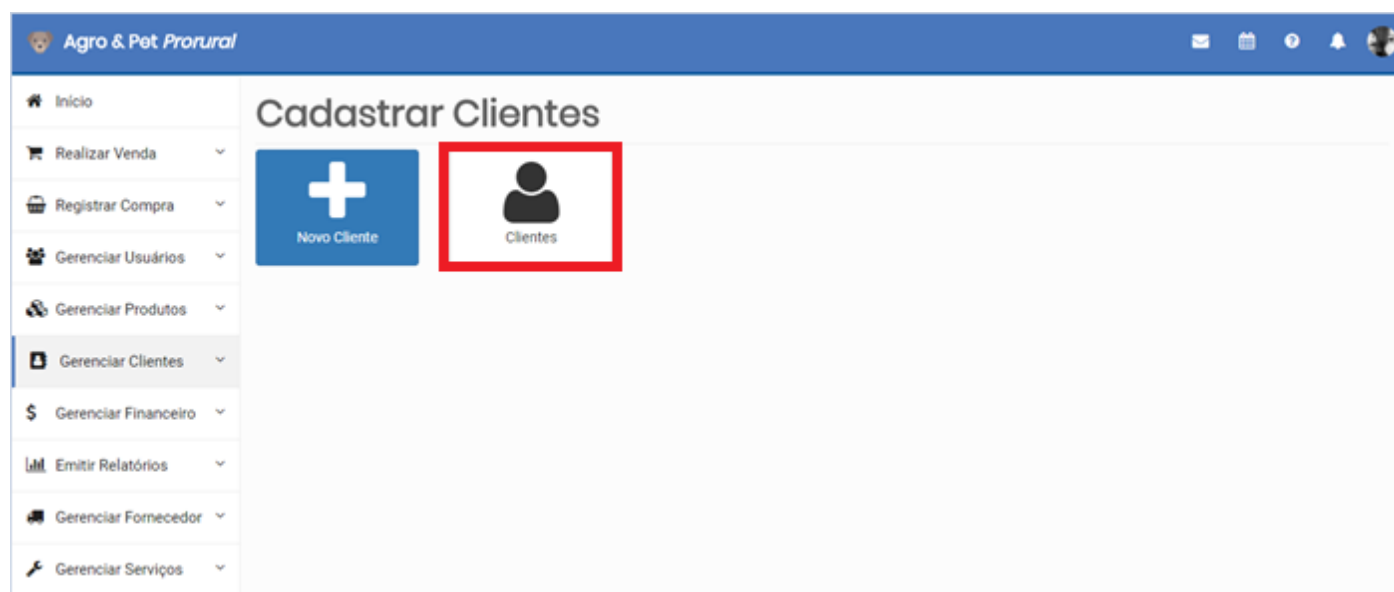 Agro & Pet Prorural
Início
Realizar Venda
Registrar Compra
Gerenciar Usuários
Gerenciar Produtos
Gerenciar Clientes
Gerenciar Financeiro
Emitir Relatórios
Gerenciar Fornecedor
Gerenciar Serviços
Cadastrar Clientes
Novo Cliente
Clientes